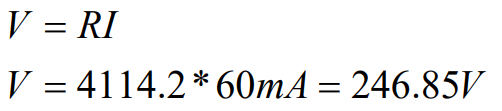 V = RI
V = 4114.2 * 60mA = 246.85V